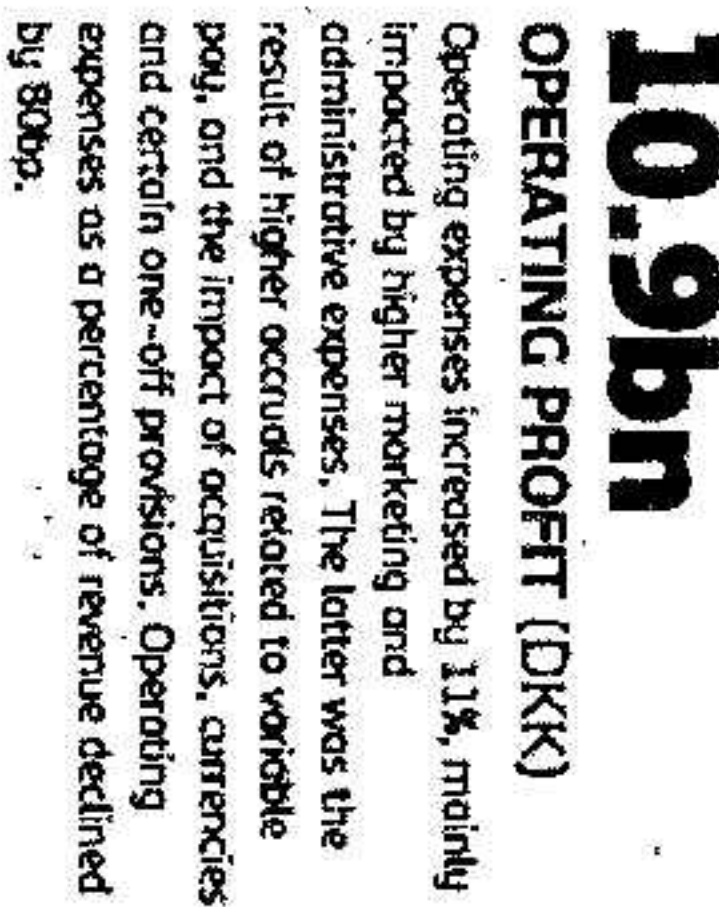 10.9bn
OPERATING PROFIT (DKK)
Operating expenses increased by 11%, mainly
impacted by higher marketing and
administrative expenses. The latter was the
result of higher accruals related to variable
pay, and the impact of acquisitions, currencies
and certain one-off provisions. Operating
expenses as a percentage of revenue declined
by 80bp.